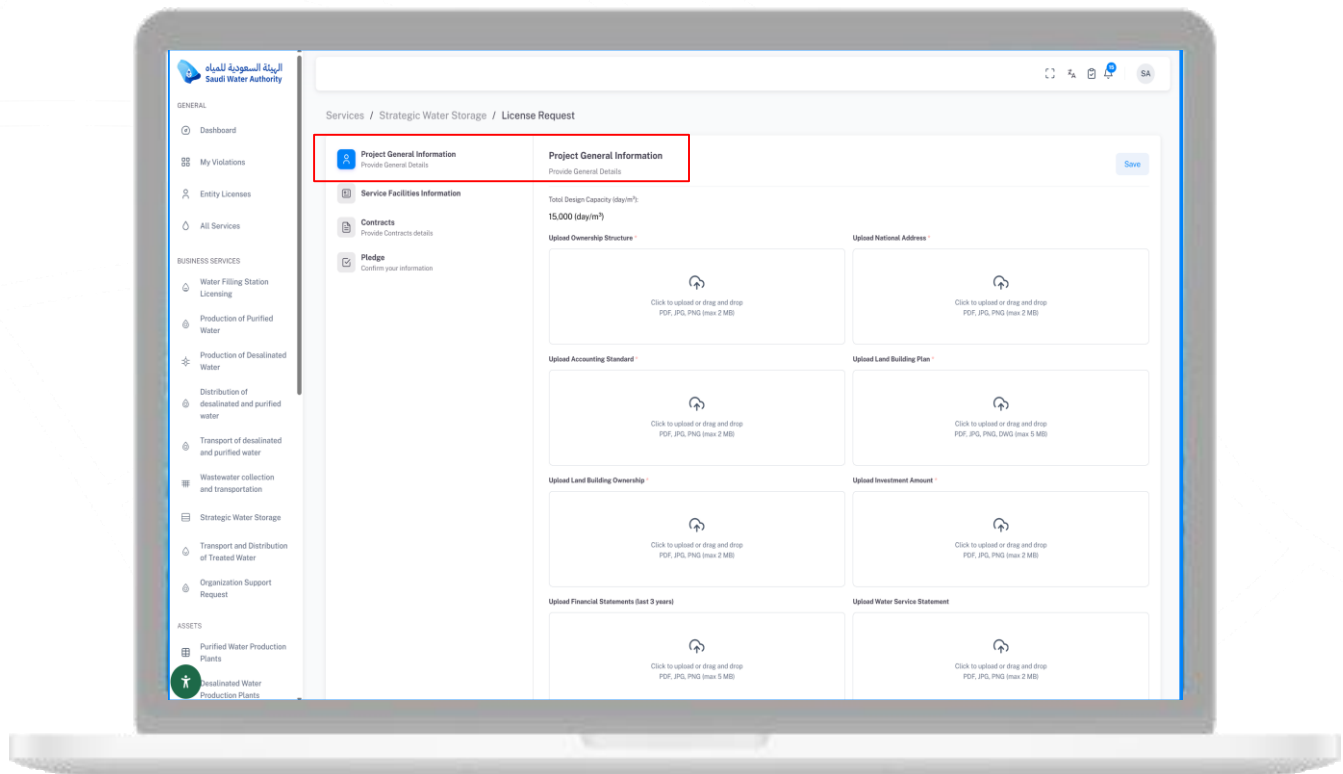 الهيئة السعودية للمياه
Saudi Water Authority
SA
GENERAL
Dashboard
My Violations
Entity Licenses
All Services
BUSINESS SERVICES
Water Filling Station
Licensing
Production of Purified
Water
Production of Desalinated
Water
Distribution of
desalinated and purified
water
Transport of desalinated
and purified water
Wastewater collection
and transportation
Strategic Water Storage
Transport and Distribution
of Treated Water
Organization Support
Request
ASSETS
Purified Water Production
Plants
Desalinated Water
Production Plants
Services / Strategic Water Storage / License Request
Project General Information
Provide General Details
Service Facilities Information
Contracts
Provide Contracts details
Pledge
Confirm your information
Project General Information
Provide General Details
Save
Totol Design Capacity (day/m³):
15,000 (day/m³)
Upload Ownership Structure *
Click to upload or drag and drop
PDF, JPG, PNG (max 2 MB)
Upload National Address *
Click to upload or drag and drop
PDF, JPG, PNG (max 2 MB)
Upload Accounting Standard *
Click to upload or drag and drop
PDF, JPG, PNG (max 2 MB)
Upload Land Building Plan *
Click to upload or drag and drop
PDF, JPG, PNG, DWG (max 5 MB)
Upload Land Building Ownership *
Click to upload or drag and drop
PDF, JPG, PNG (max 2 MB)
Upload Investment Amount *
Click to upload or drag and drop
PDF, JPG, PNG (max 2 MB)
Upload Financial Statements (last 3 years)
Click to upload or drag and drop
PDF, JPG, PNG (max 5 MB)
Upload Water Service Statement
Click to upload or drag and drop
PDF, JPG, PNG (max 2 MB)